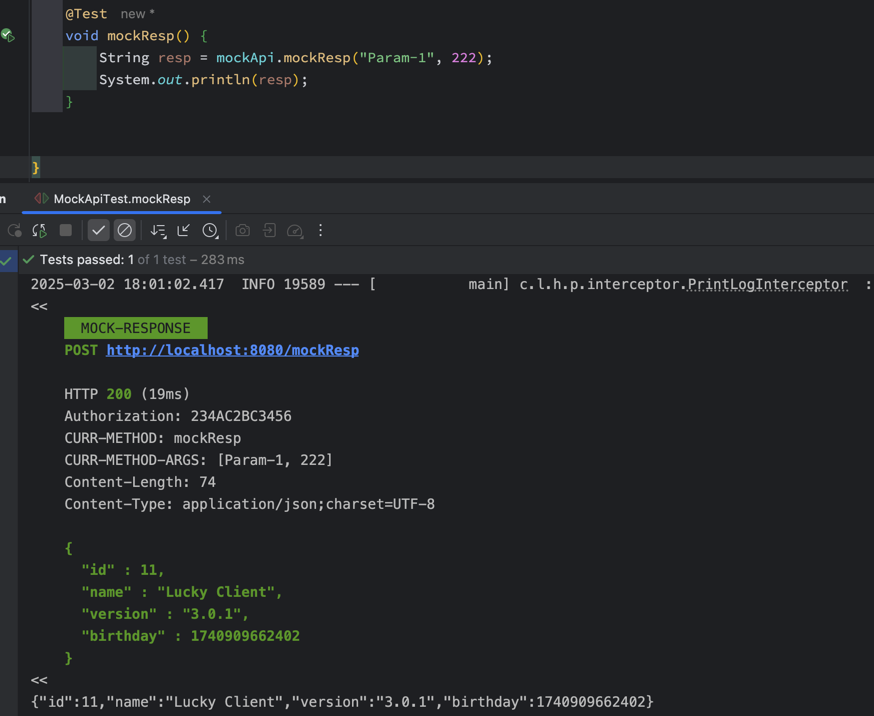 @Test new *
void mockResp() {
String resp = mockApi.mockResp("Param-1", 222);
System.out.println(resp);
}
}
n MockApiTest.mockResp ×
Tests passed: 1 of 1 test – 283 ms
2025-03-02 18:01:02.417 INFO 19589 --- [ main] c.l.h.p.interceptor.PrintLogInterceptor :
<<
MOCK-RESPONSE
POST http://localhost:8080/mockResp
HTTP 200 (19ms)
Authorization: 234AC2BC3456
CURR-METHOD: mockResp
CURR-METHOD-ARGS: [Param-1, 222]
Content-Length: 74
Content-Type: application/json;charset=UTF-8
{
"id" : 11,
"name" : "Lucky Client",
"version" : "3.0.1",
"birthday" : 1740909662402
}
<<
{"id":11,"name":"Lucky Client","version":"3.0.1","birthday":1740909662402}